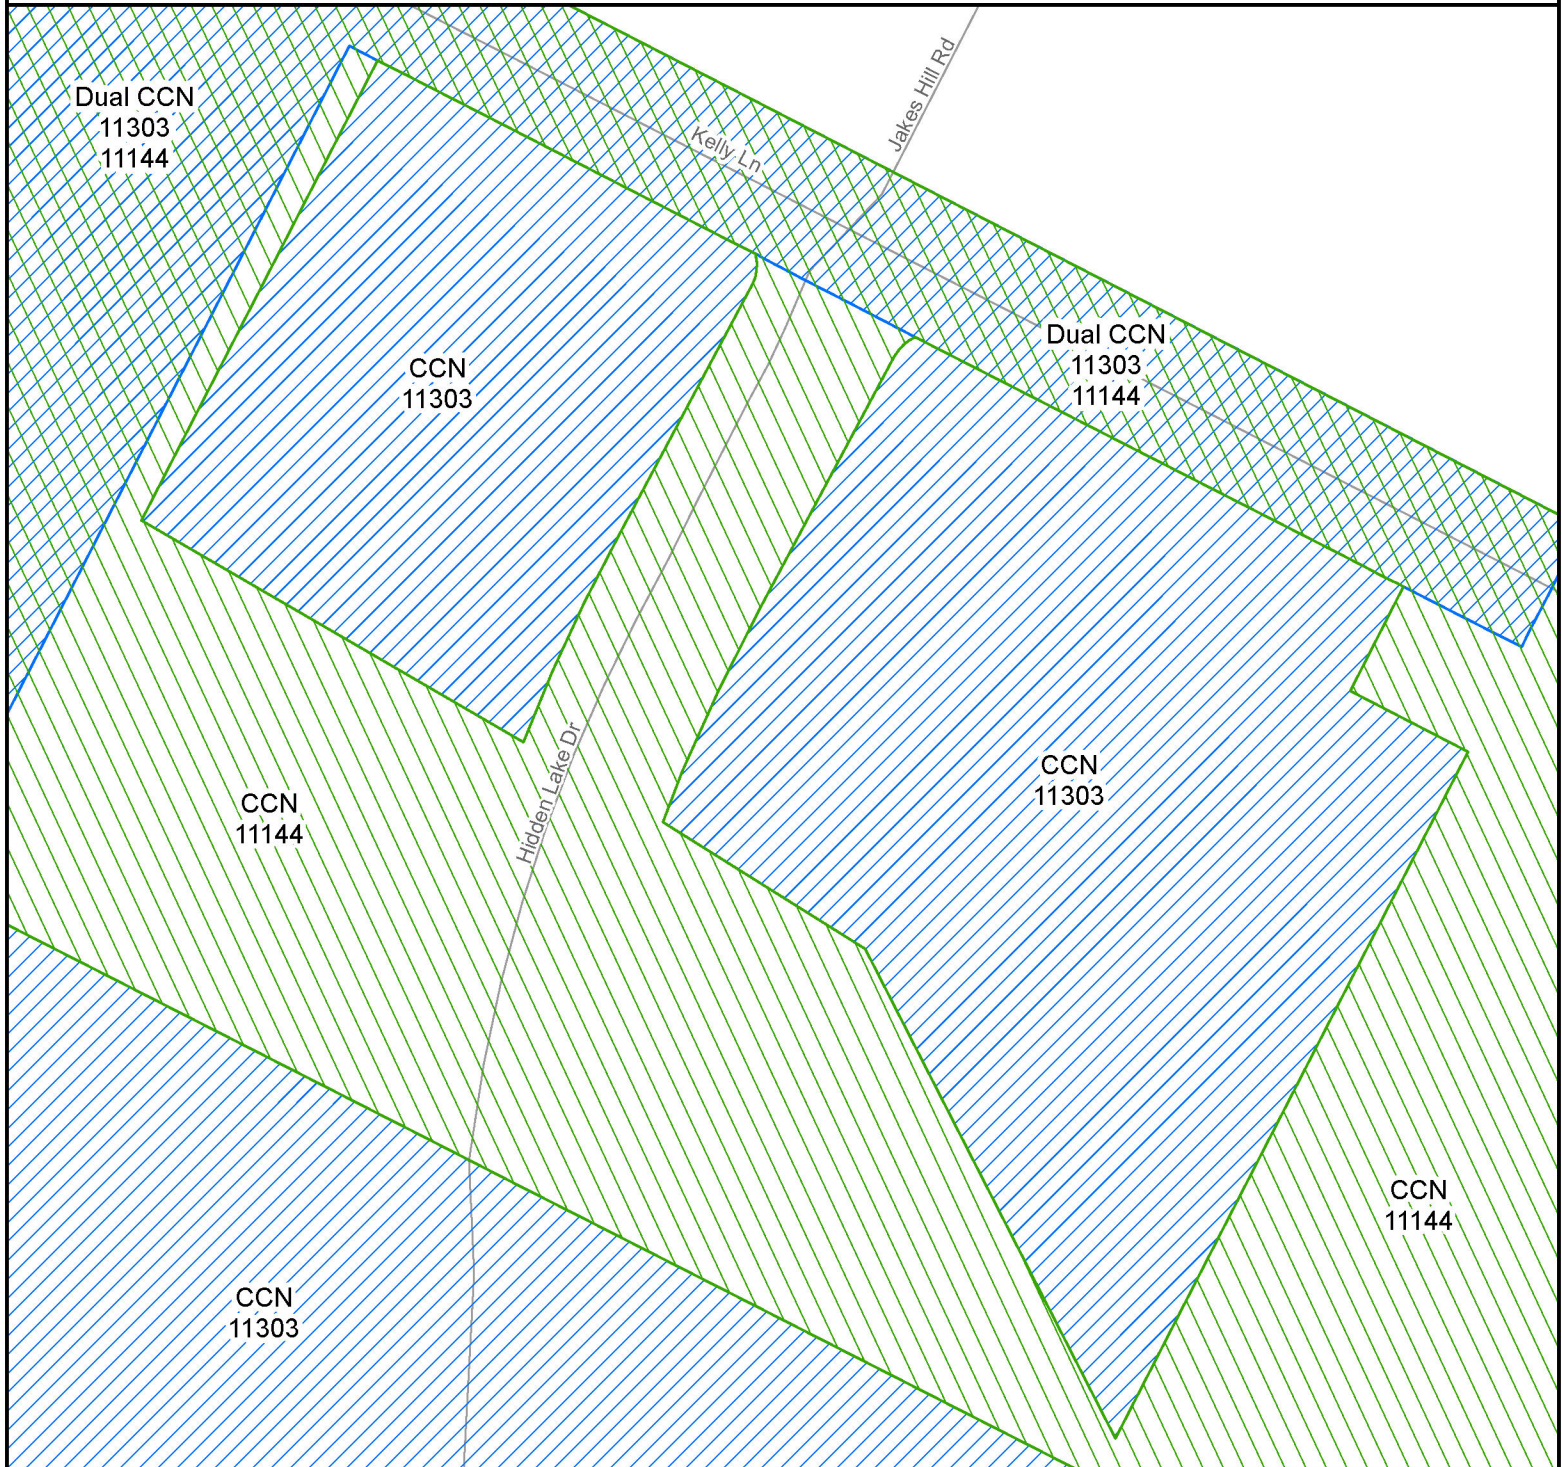 Jakes Hill Rd
Dual CCN
11303
11144
Kelly Ln
Dual CCN
11303
11144
CCN
11303
CCN
11303
CCN
11144
Hidden Lake Dr
CCN
11144
CCN
11303